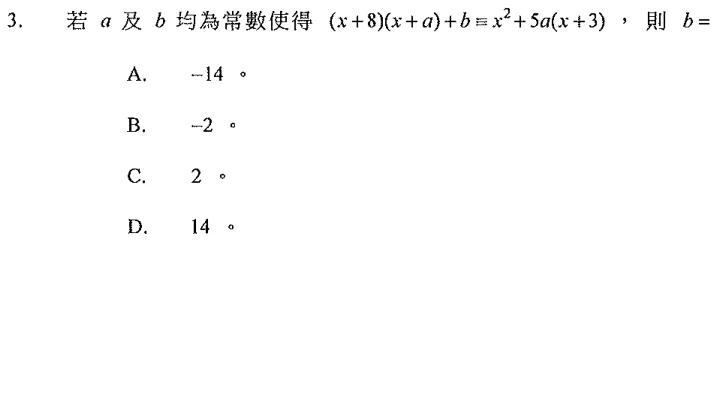 3. 若 a 及 b 均為常數使得 (x+8)(x+a)+b≡x²+5a(x+3) ， 則 b=
A. –14 。
B. –2 。
C. 2 。
D. 14 。